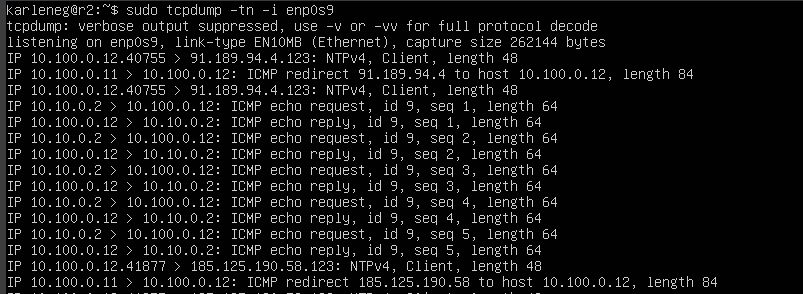 karleneg@r2:~$ sudo tcpdump -tn -i enp0s9
tcpdump: verbose output suppressed, use -v or -vv for full protocol decode
listening on enp0s9, link-type EN10MB (Ethernet), capture size 262144 bytes
IP 10.100.0.12.40755 > 91.189.94.4.123: NTPv4, Client, length 48
IP 10.100.0.11 > 10.100.0.12: ICMP redirect 91.189.94.4 to host 10.100.0.12, length 84
IP 10.100.0.12.40755 > 91.189.94.4.123: NTPv4, Client, length 48
IP 10.10.0.2 > 10.100.0.12: ICMP echo request, id 9, seq 1, length 64
IP 10.100.0.12 > 10.10.0.2: ICMP echo reply, id 9, seq 1, length 64
IP 10.10.0.2 > 10.100.0.12: ICMP echo request, id 9, seq 2, length 64
IP 10.100.0.12 > 10.10.0.2: ICMP echo reply, id 9, seq 2, length 64
IP 10.10.0.2 > 10.100.0.12: ICMP echo request, id 9, seq 3, length 64
IP 10.100.0.12 > 10.10.0.2: ICMP echo reply, id 9, seq 3, length 64
IP 10.10.0.2 > 10.100.0.12: ICMP echo request, id 9, seq 4, length 64
IP 10.100.0.12 > 10.10.0.2: ICMP echo reply, id 9, seq 4, length 64
IP 10.10.0.2 > 10.100.0.12: ICMP echo request, id 9, seq 5, length 64
IP 10.100.0.12 > 10.10.0.2: ICMP echo reply, id 9, seq 5, length 64
IP 10.100.0.12.41877 > 185.125.190.58.123: NTPv4, Client, length 48
IP 10.100.0.11 > 10.100.0.12: ICMP redirect 185.125.190.58 to host 10.100.0.12, length 84